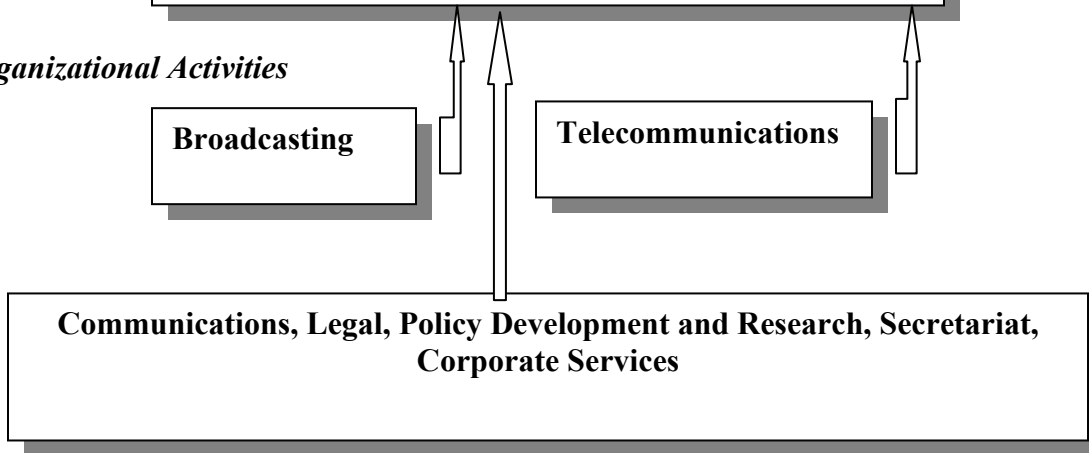 ganizational Activities
Broadcasting
Telecommunications
Communications, Legal, Policy Development and Research, Secretariat,
Corporate Services